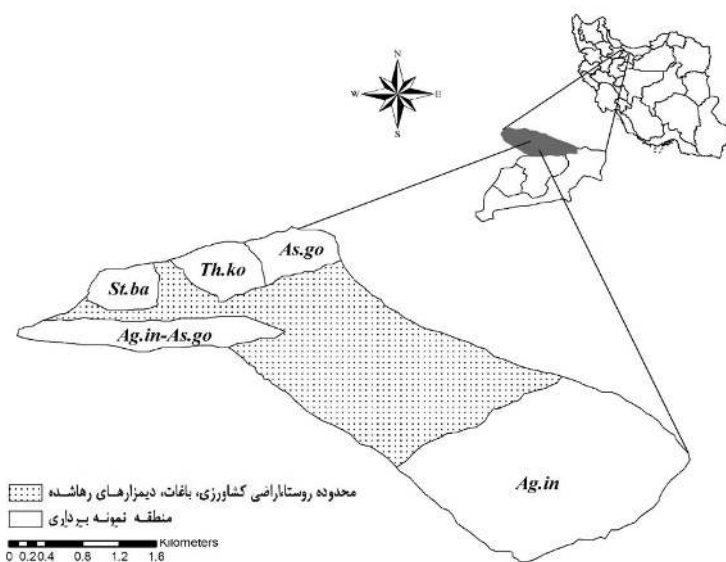 N
W E
S
As.go
Th.ko
St.ba
Ag.in-As.go
Ag.in
محدوده روستا،اراضی کشاورزی، باغات، دیمزارهای رهاشده
منطقه نمونه برداری
Kilometers
0 0.20.4 0.8 1.2 1.6